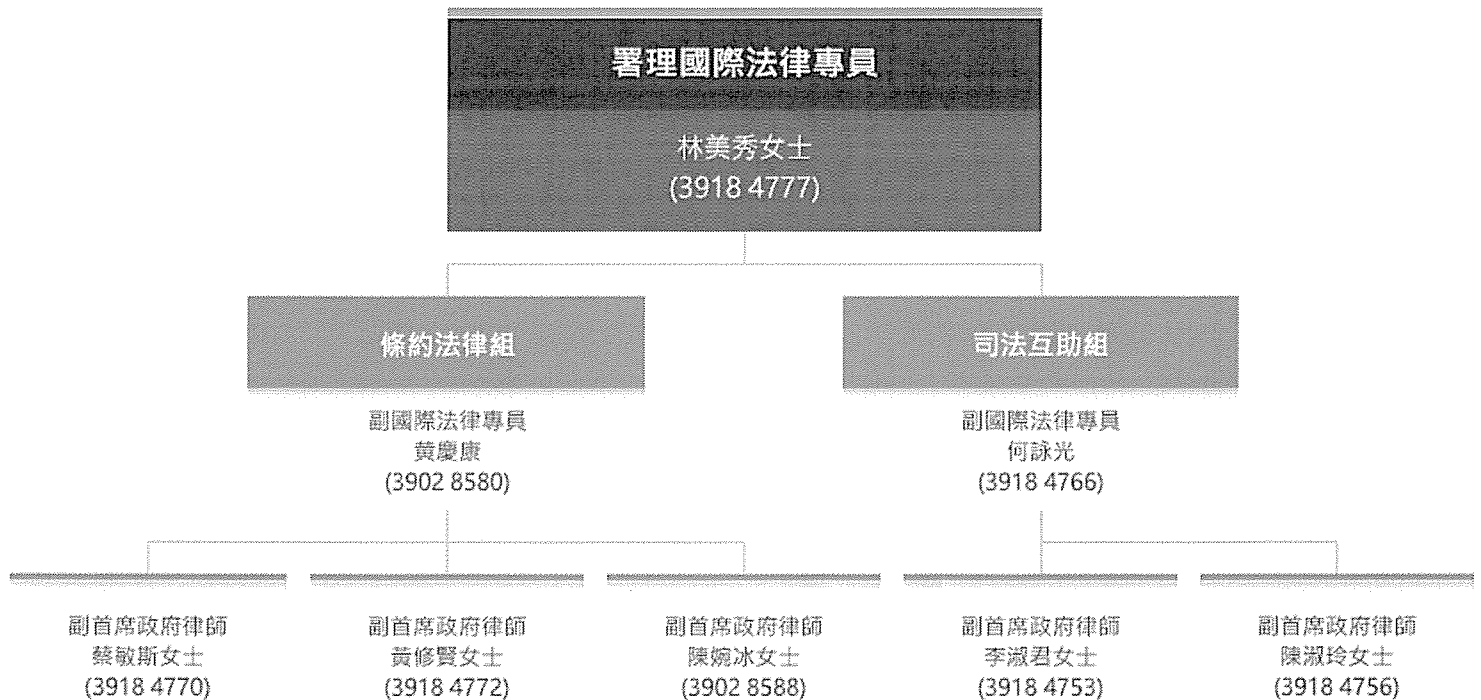 署理國際法律專員
林美秀女士
(3918 4777)
條約法律組
副國際法律專員
黃慶康
(3902 8580)
司法互助組
副國際法律專員
何詠光
(3918 4766)
副首席政府律師
蔡敏斯女士
(3918 4770)
副首席政府律師
黃修賢女士
(3918 4772)
副首席政府律師
陳婉冰女士
(3902 8588)
副首席政府律師
李淑君女士
(3918 4753)
副首席政府律師
陳淑玲女士
(3918 4756)